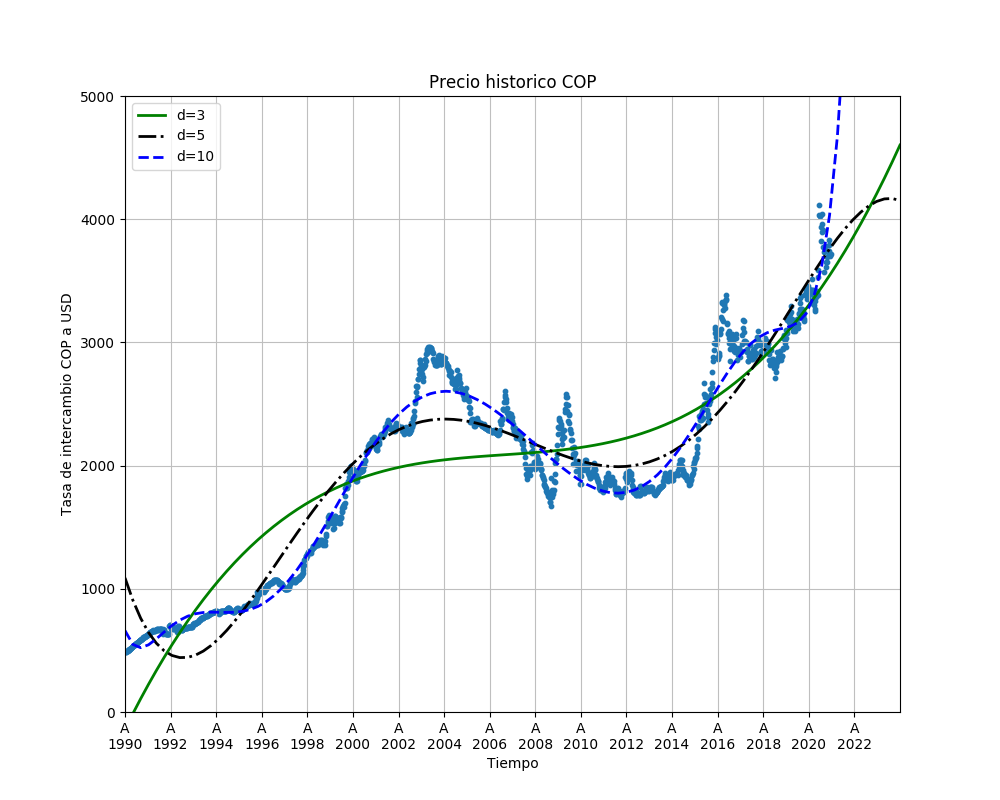 Precio historico COP
d=3
d=5
d=10
5000
4000
3000
2000
1000
0
Tasa de intercambio COP a USD
A A A A A A A A A A A A A A A A A
1990 1992 1994 1996 1998 2000 2002 2004 2006 2008 2010 2012 2014 2016 2018 2020 2022
Tiempo